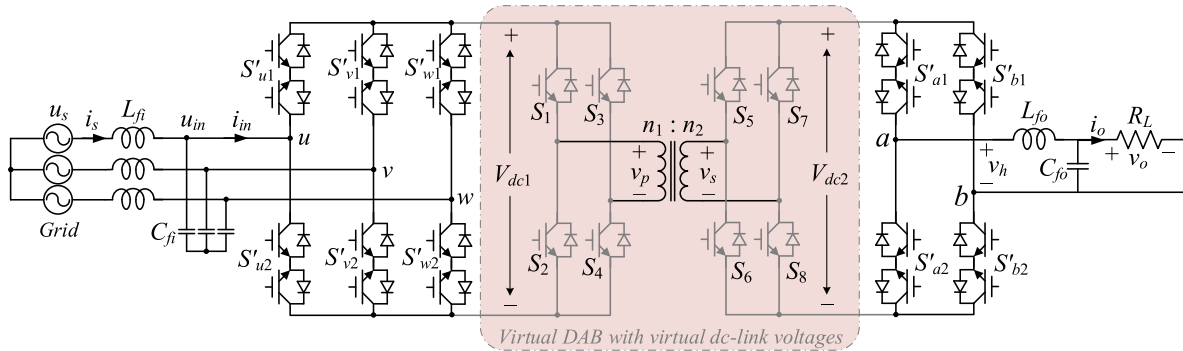 u_s
i_s
L_fi
u_in
i_in
Grid
C_fi
S'_u1
S'_v1
S'_w1
u
v
w
S'_u2
S'_v2
S'_w2
+
V_dc1
−
S_1
S_3
S_2
S_4
n_1 : n_2
+
v_p
−
+
v_s
−
S_5
S_7
S_6
S_8
+
V_dc2
−
Virtual DAB with virtual dc-link voltages
S'_a1
S'_b1
a
b
S'_a2
S'_b2
+
v_h
−
L_fo
i_o
R_L
C_fo
+
v_o
−